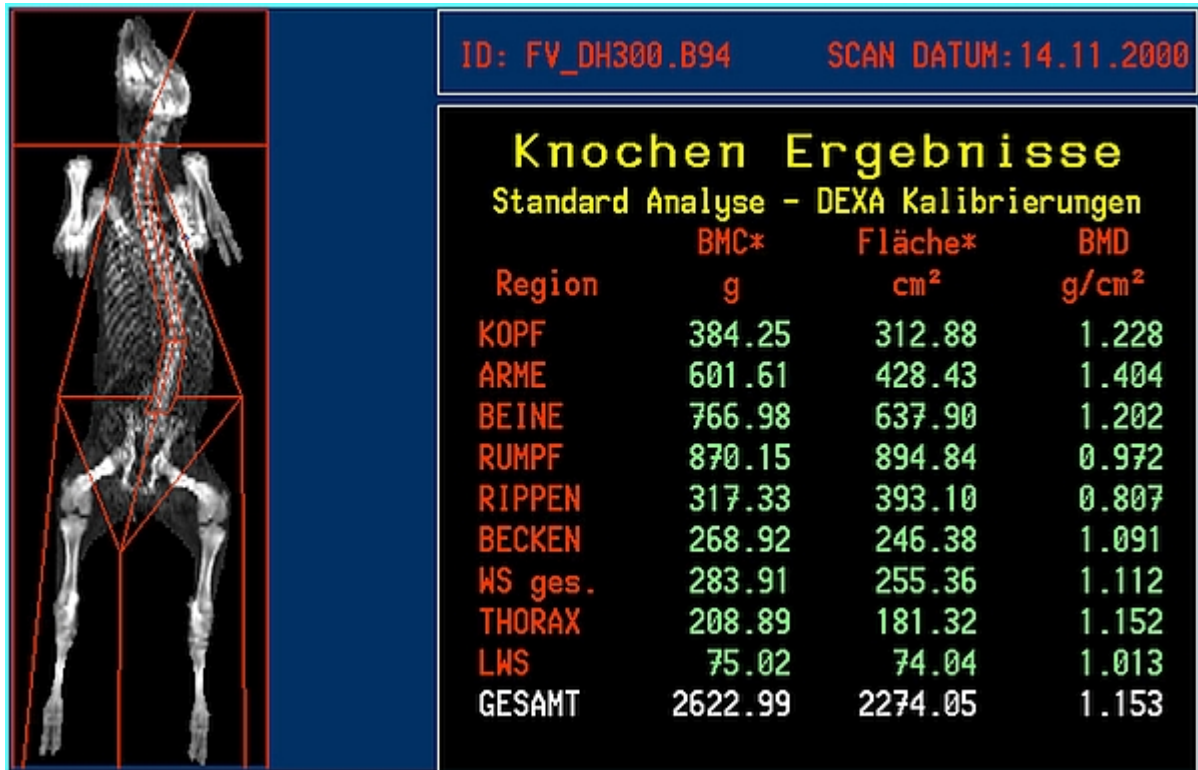 ID: FV_DH300.B94 SCAN DATUM:14.11.2000
Knochen Ergebnisse
Standard Analyse - DEXA Kalibrierungen
BMC* Fläche* BMD
Region g cm² g/cm²
KOPF 384.25 312.88 1.228
ARME 601.61 428.43 1.404
BEINE 766.98 637.90 1.202
RUMPF 870.15 894.84 0.972
RIPPEN 317.33 393.10 0.807
BECKEN 268.92 246.38 1.091
WS ges. 283.91 255.36 1.112
THORAX 208.89 181.32 1.152
LWS 75.02 74.04 1.013
GESAMT 2622.99 2274.05 1.153